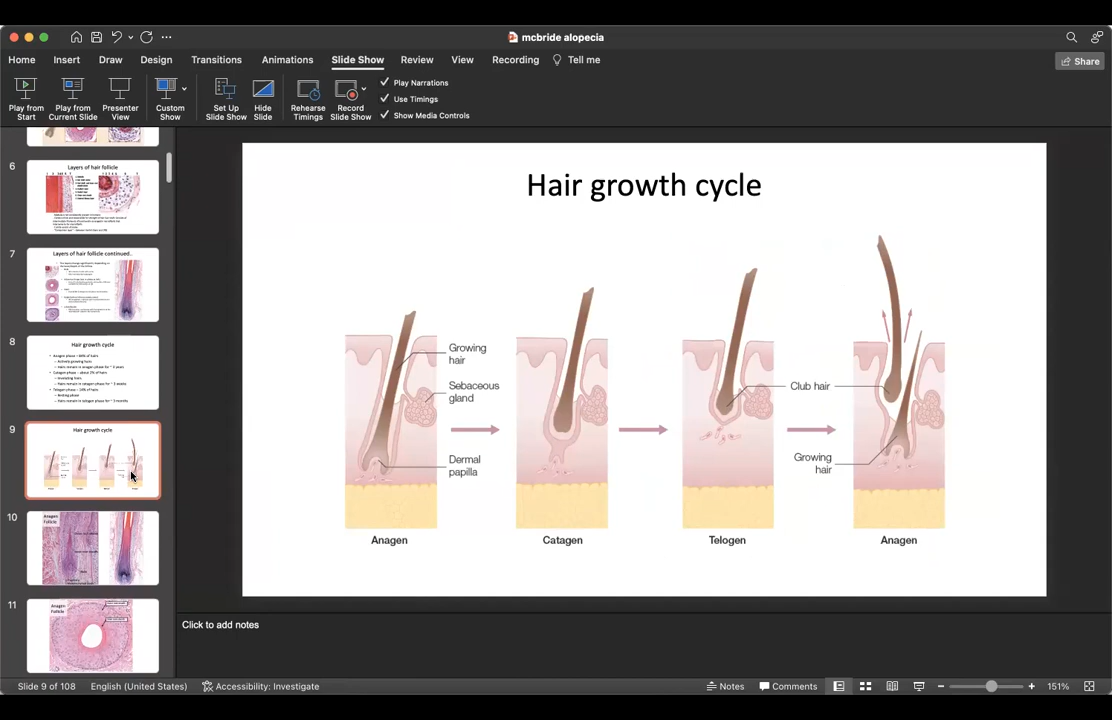 mcbride alopecia
Home Insert Draw Design Transitions Animations Slide Show Review View Recording Tell me
Share
Play from Start
Play from Current Slide
Presenter View
Custom Show
Set Up Slide Show
Hide Slide
Rehearse Timings
Record Slide Show
Play Narrations
Use Timings
Show Media Controls
6
Layers of hair follicle
7
Layers of hair follicle continued..
8
Hair growth cycle
9
Hair growth cycle
10
Anagen
Follicle
11
Anagen
Follicle
Hair growth cycle
Growing
hair
Sebaceous
gland
Dermal
papilla
Club hair
Growing
hair
Anagen
Catagen
Telogen
Anagen
Click to add notes
Slide 9 of 108 English (United States) Accessibility: Investigate Notes Comments 151%